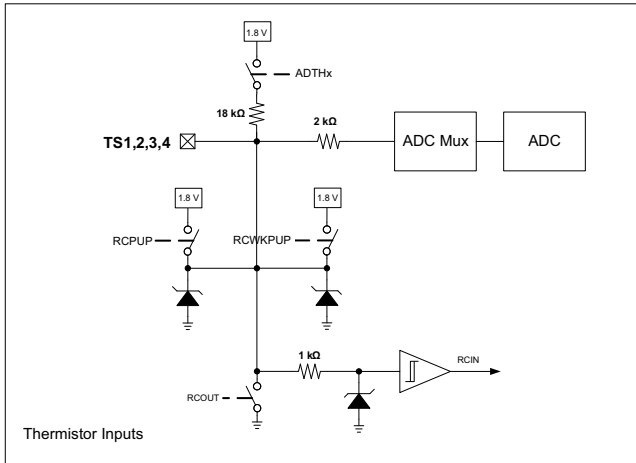 1.8 V
ADTHx
18 kΩ
2 kΩ
TS1,2,3,4
ADC Mux
ADC
1.8 V
1.8 V
RCPUP
RCWKPUP
1 kΩ
RCIN
RCOUT
Thermistor Inputs